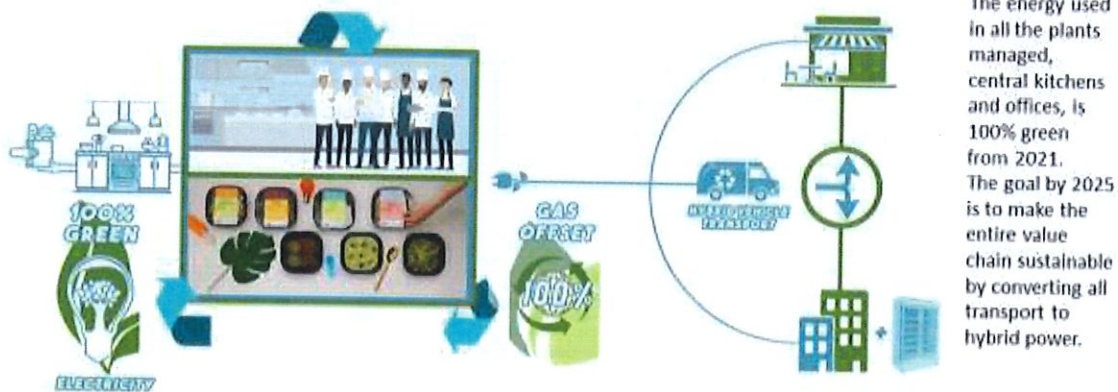 100%
GREEN
ELECTRICITY
GAS
OFFSET
100%
HYBRID VEHICLE
TRANSPORT
The energy used
in all the plants
managed,
central kitchens
and offices, is
100% green
from 2021.
The goal by 2025
is to make the
entire value
chain sustainable
by converting all
transport to
hybrid power.